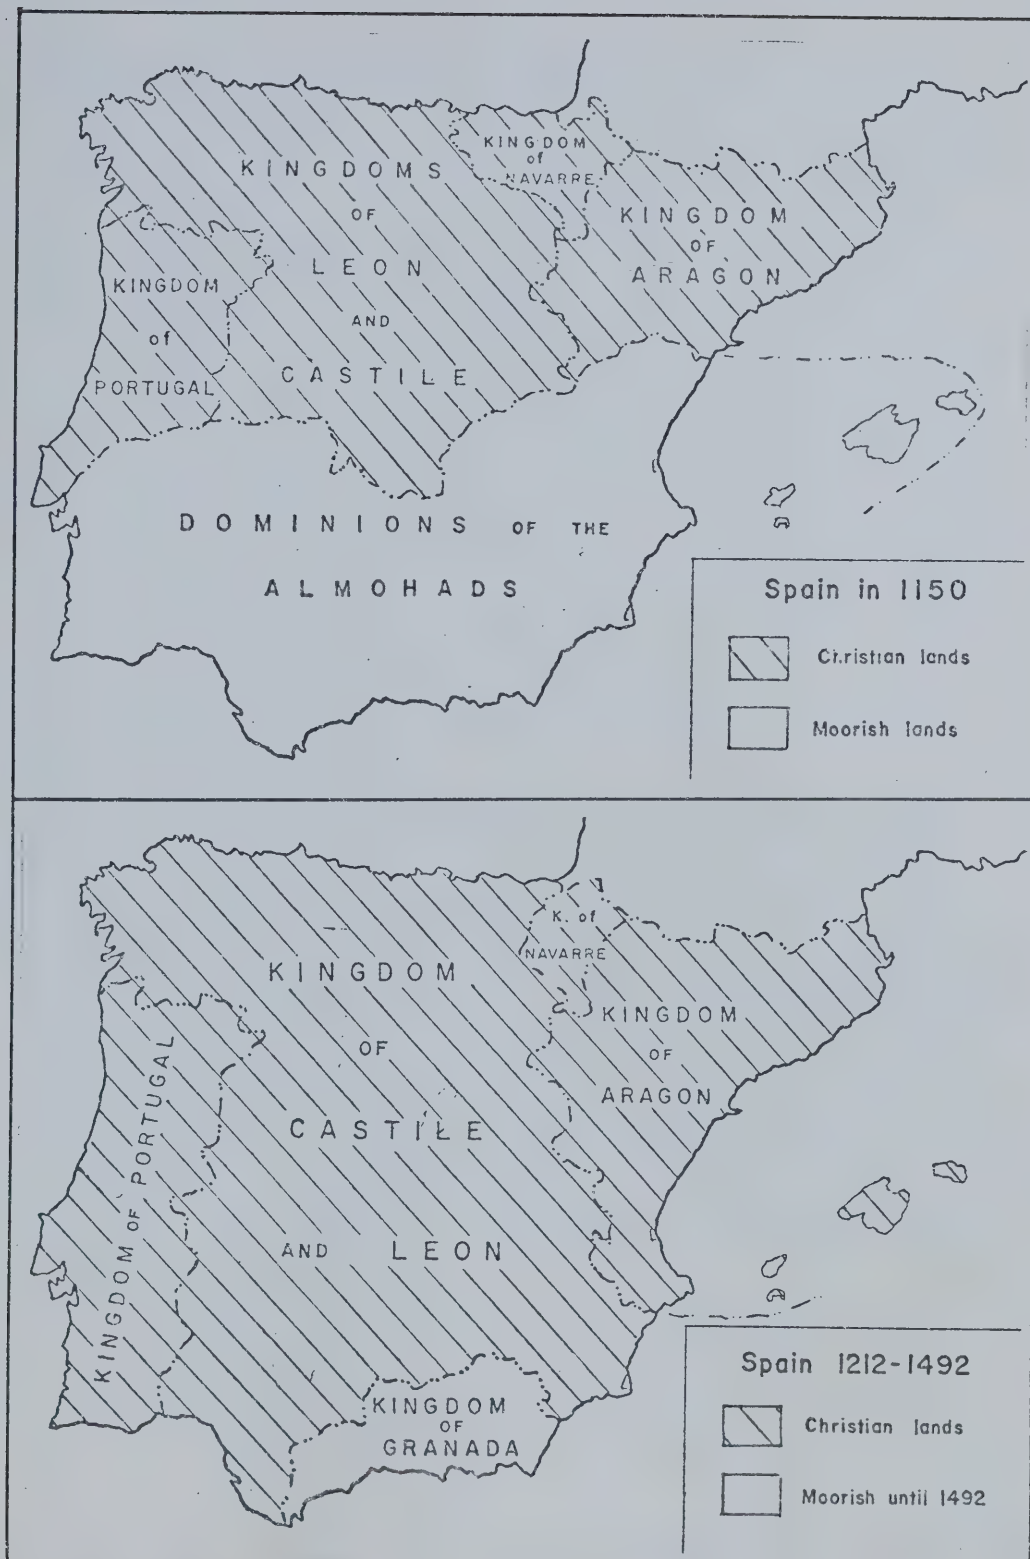 KINGDOMS
OF
LEON
AND
CASTILE
KINGDOM
of
NAVARRE
KINGDOM
OF
ARAGON
KINGDOM
of
PORTUGAL
DOMINIONS OF THE
ALMOHADS
Spain in 1150
Christian lands
Moorish lands
KINGDOM
OF
CASTILE
AND LEON
K. of
NAVARRE
KINGDOM
OF
ARAGON
KINGDOM OF PORTUGAL
KINGDOM
OF
GRANADA
Spain 1212-1492
Christian lands
Moorish until 1492